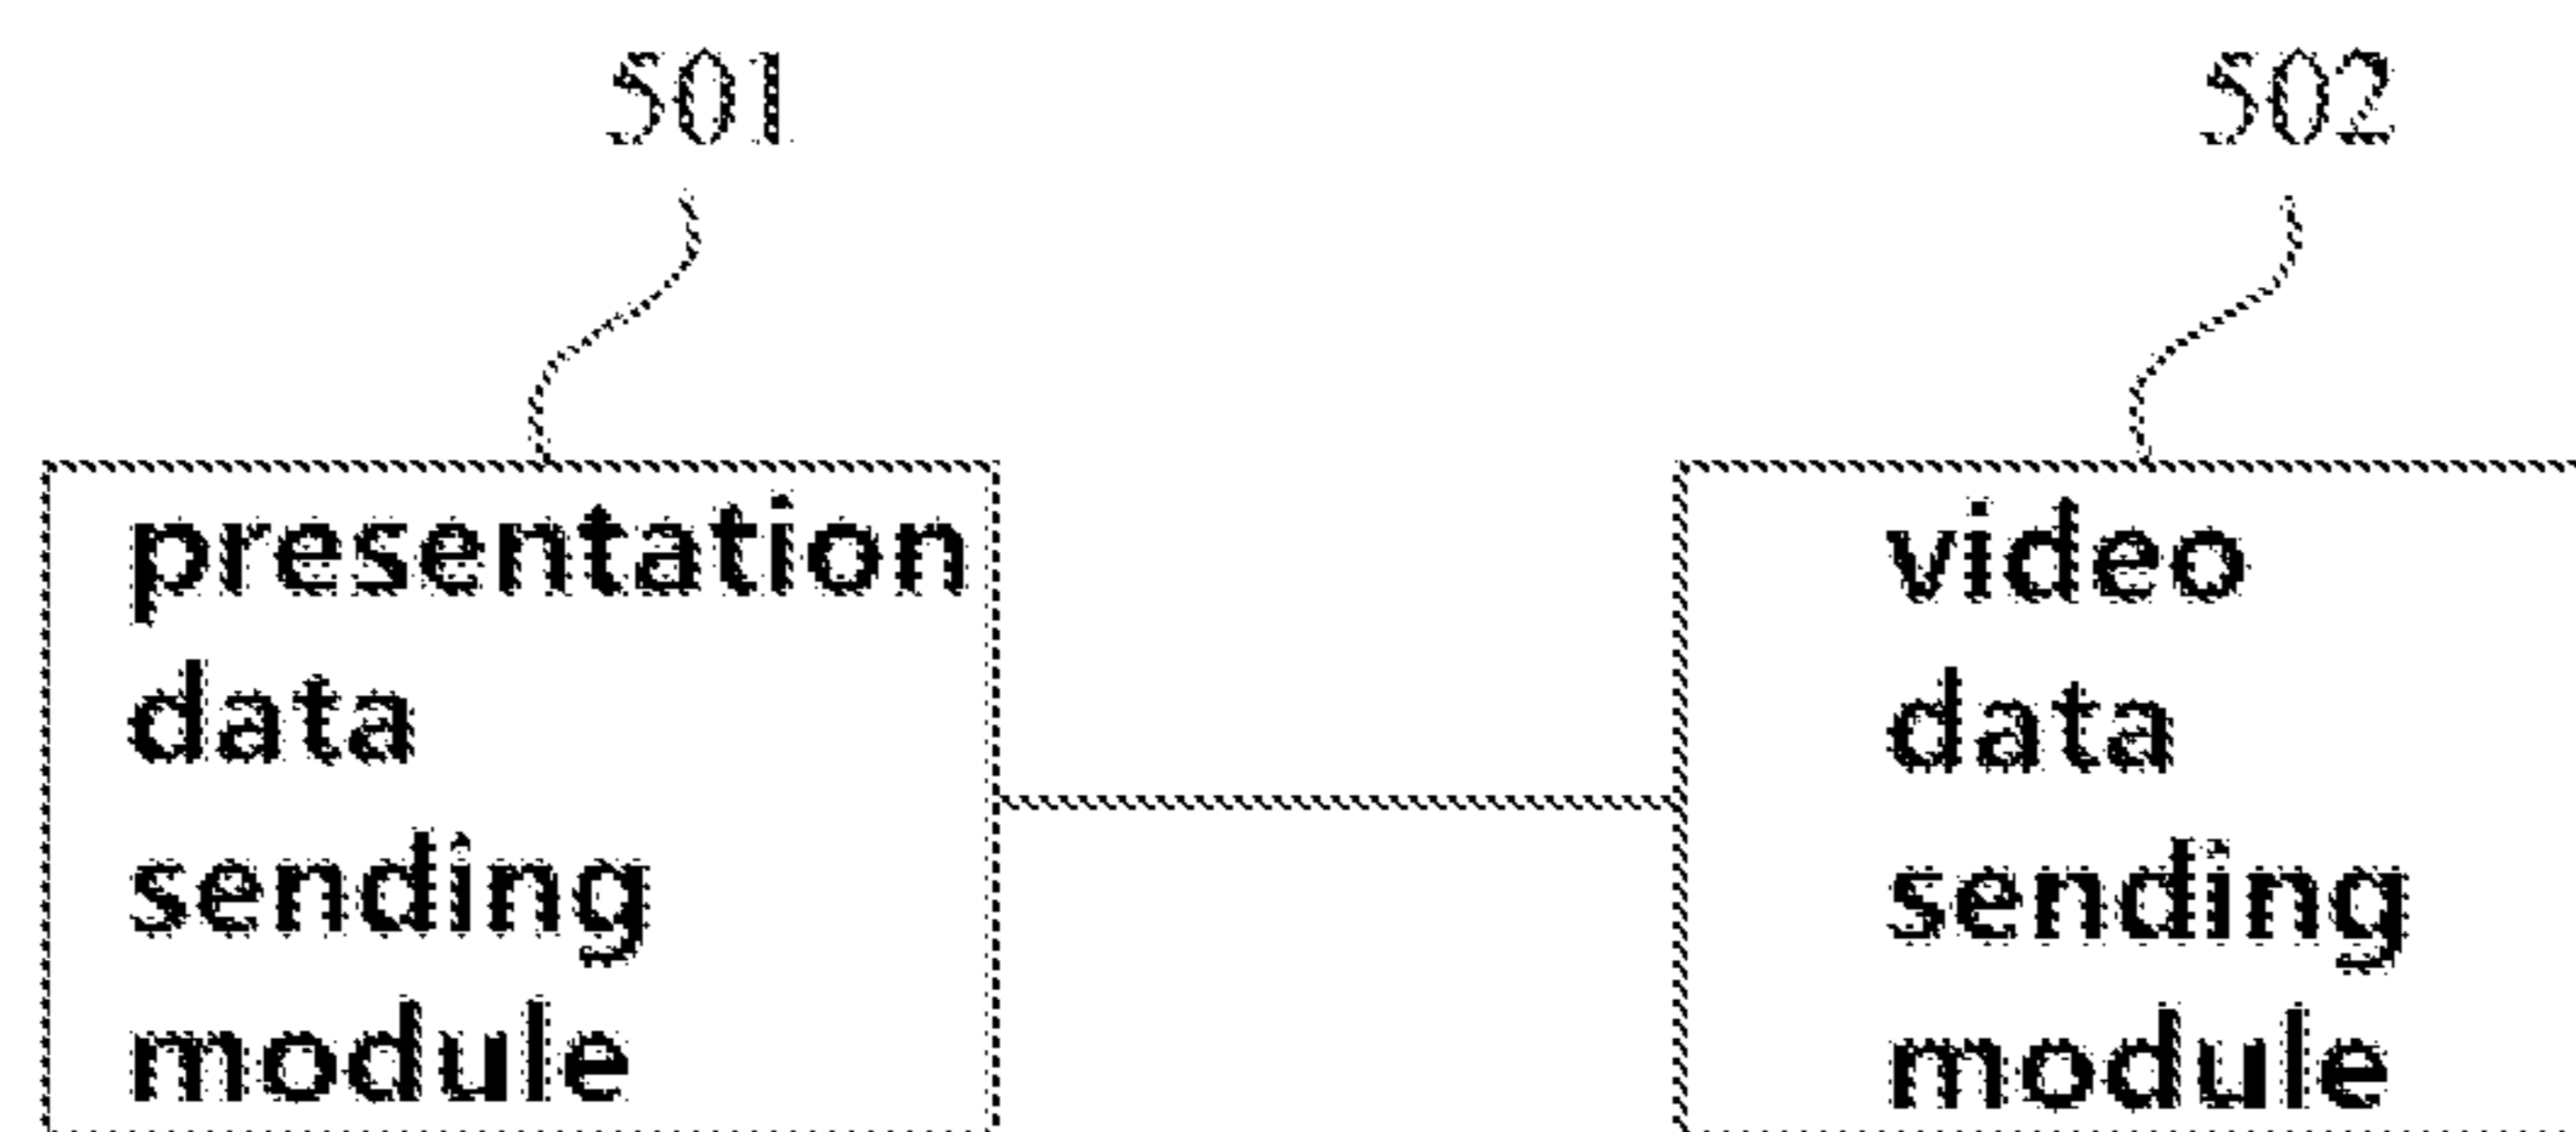 501
502
presentation
data
sending
module
video
data
sending
module